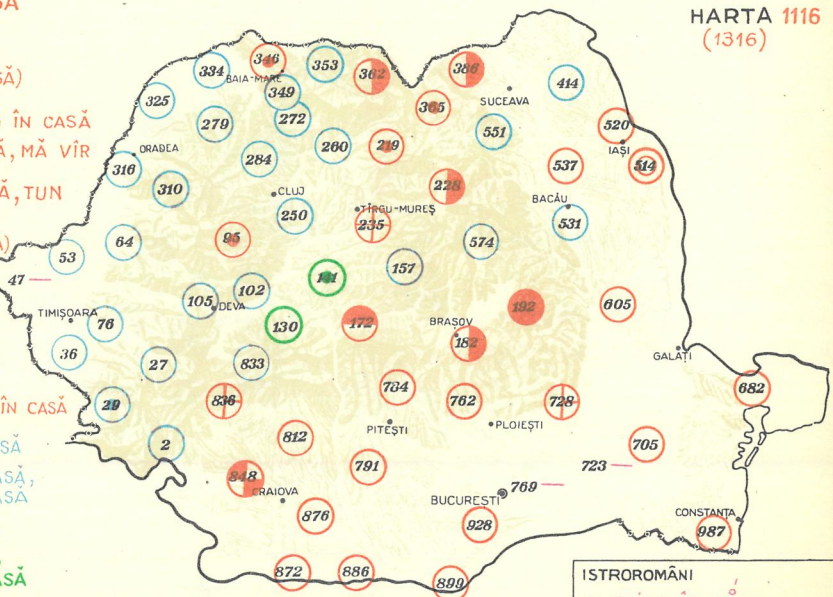 SĂ
HARTA 1116
(1316)
SĂ)
ÎN CASĂ
Ă, MĂ VÎR
Ă, TUN
Ă)
346
353
334
362
386
BAIA-MARE
349
414
325
SUCEAVA
365
279
272
551
520
IAȘI
ORADEA
260
219
316
284
537
514
310
228
CLUJ
BACĂU
TÎRGU-MUREȘ
250
235
531
95
64
574
53
157
47
141
102
105
DEVA
192
605
TIMIȘOARA
76
130
172
BRAȘOV
182
36
GALAȚI
27
833
784
682
29
836
762
728
ÎN CASĂ
PITEȘTI
PLOIEȘTI
812
2
705
SĂ
791
723
ASĂ,
ASĂ
848
769
CRAIOVA
BUCUREȘTI
876
928
CONSTANȚA
987
872
886
899
ASĂ
ISTROROMÂNI